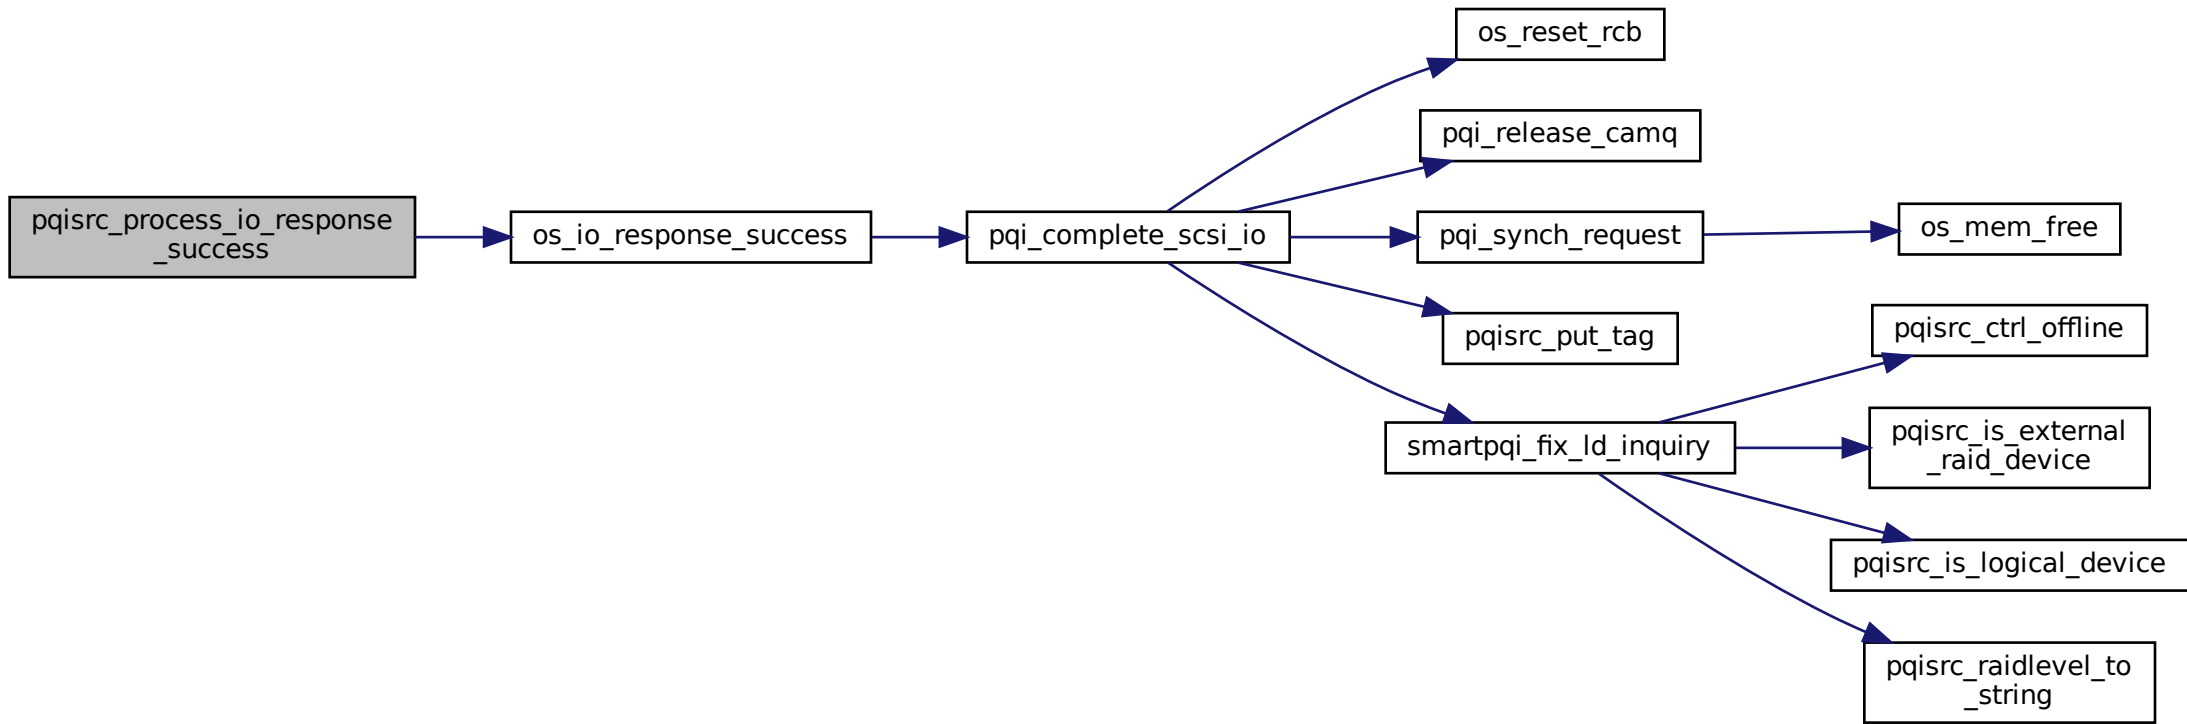 pqisrc_process_io_response
_success
os_io_response_success
pqi_complete_scsi_io
os_reset_rcb
pqi_release_camq
pqi_synch_request
os_mem_free
pqisrc_put_tag
smartpqi_fix_ld_inquiry
pqisrc_ctrl_offline
pqisrc_is_external
_raid_device
pqisrc_is_logical_device
pqisrc_raidlevel_to
_string